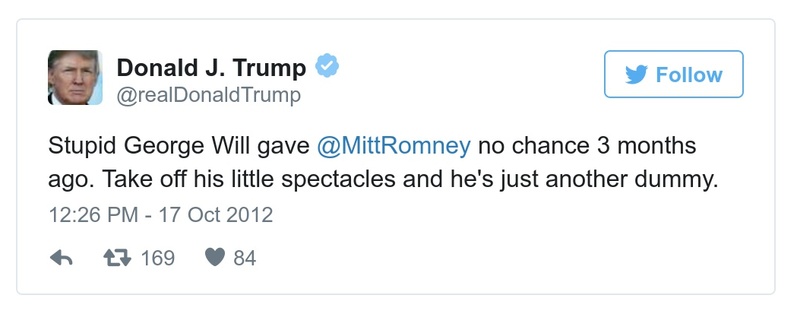 Donald J. Trump
@realDonaldTrump
Follow
Stupid George Will gave @MittRomney no chance 3 months
ago. Take off his little spectacles and he's just another dummy.
12:26 PM - 17 Oct 2012
169 84